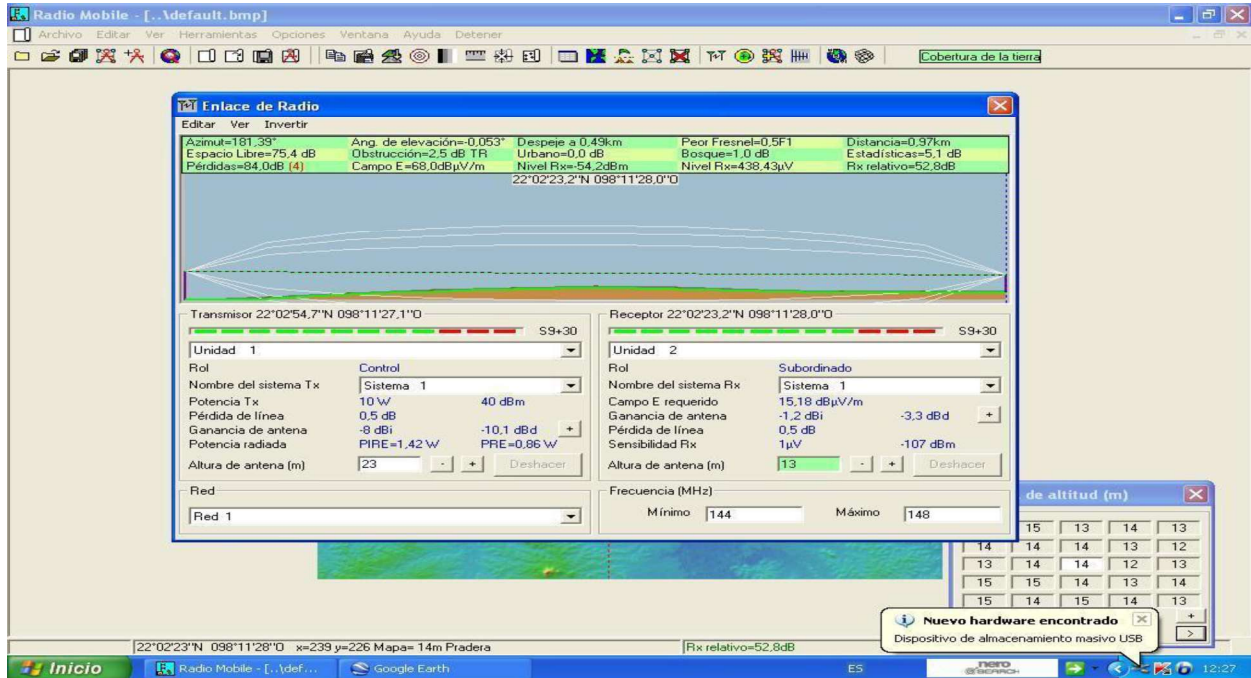 Radio Mobile - [..\default.bmp]
Archivo Editar Ver Herramientas Opciones Ventana Ayuda Detener
Cobertura de la tierra
Enlace de Radio
Editar Ver Invertir
Azimut=181,39° Ang. de elevación=-0,053° Despeje a 0,49km Peor Fresnel=0,5F1 Distancia=0,97km
Espacio Libre=75,4 dB Obstrucción=2,5 dB TR Urbano=0,0 dB Bosque=1,0 dB Estadísticas=5,1 dB
Pérdidas=84,0dB (4) Campo E=68,0dBµV/m Nivel Rx=-54,2dBm Nivel Rx=438,43µV Rx relativo=52,8dB
22°02'23,2"N 098°11'28,0"O
Transmisor 22°02'54,7"N 098°11'27,1"O
S9+30
Unidad 1
Rol Control
Nombre del sistema Tx Sistema 1
Potencia Tx 10 W 40 dBm
Pérdida de línea 0,5 dB
Ganancia de antena -8 dBi -10,1 dBd +
Potencia radiada PIRE=1,42 W PRE=0,86 W
Altura de antena (m) 23 - + Deshacer
Red
Red 1
Receptor 22°02'23,2"N 098°11'28,0"O
S9+30
Unidad 2
Rol Subordinado
Nombre del sistema Rx Sistema 1
Campo E requerido 15,18 dBµV/m
Ganancia de antena -1,2 dBi -3,3 dBd +
Pérdida de línea 0,5 dB
Sensibilidad Rx 1µV -107 dBm
Altura de antena (m) 13 - + Deshacer
Frecuencia (MHz)
Mínimo 144 Máximo 148
de altitud (m)
15 13 14 13
14 14 14 13 12
13 14 14 12 13
15 15 14 13 14
15 14 15 14 13
+
>
Nuevo hardware encontrado
Dispositivo de almacenamiento masivo USB
22°02'23"N 098°11'28"O x=239 y=226 Mapa= 14m Pradera Rx relativo=52,8dB
Inicio Radio Mobile - [..\def... Google Earth ES nero SEARCH 12:27